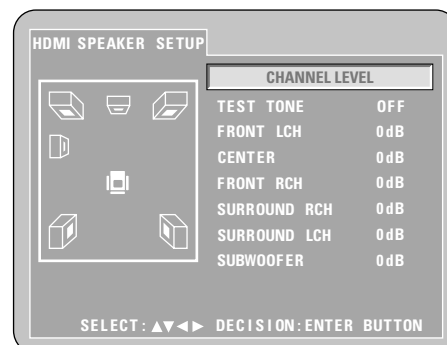 HDMI SPEAKER SETUP
CHANNEL LEVEL
TEST TONE OFF
FRONT LCH 0dB
CENTER 0dB
FRONT RCH 0dB
SURROUND RCH 0dB
SURROUND LCH 0dB
SUBWOOFER 0dB
SELECT:▲▼◀▶ DECISION:ENTER BUTTON